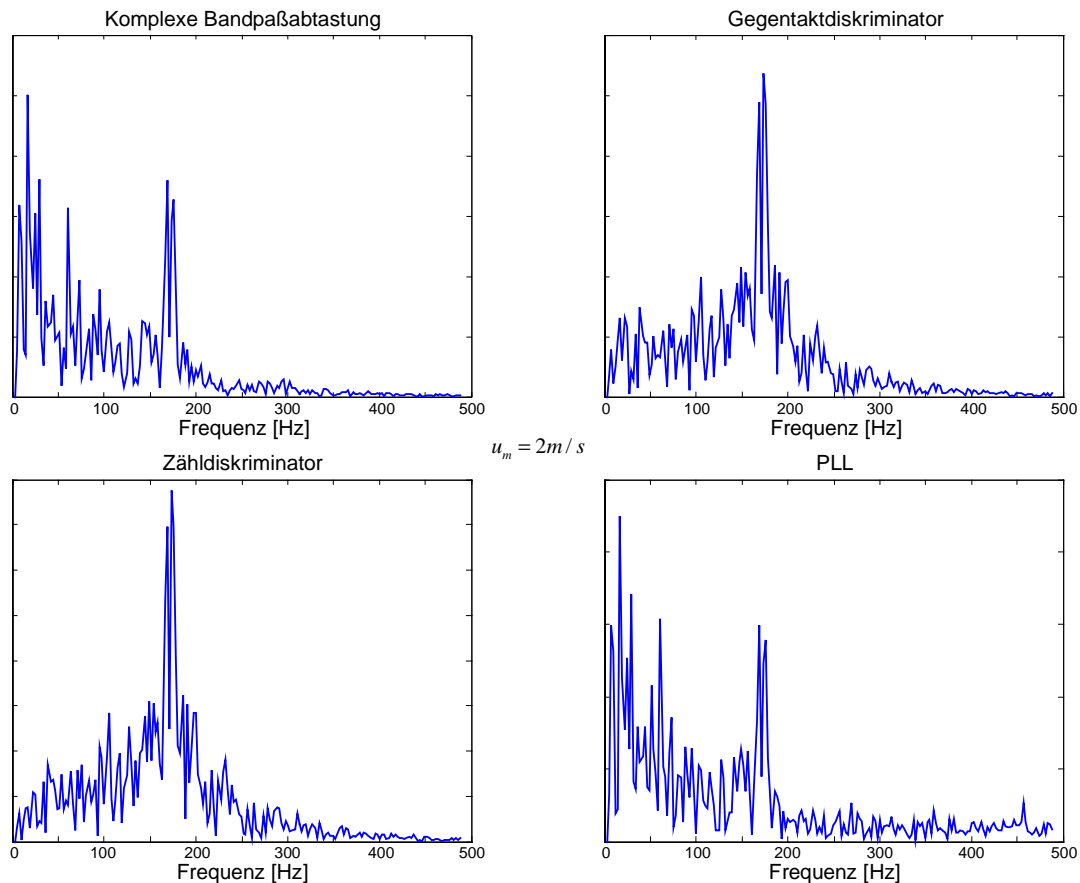 Komplexe Bandpaßabtastung
Gegentaktdiskriminator
0 100 200 300 400 500
0 100 200 300 400 500
Frequenz [Hz]
Frequenz [Hz]
u_m = 2m / s
Zähldiskriminator
PLL
0 100 200 300 400 500
0 100 200 300 400 500
Frequenz [Hz]
Frequenz [Hz]